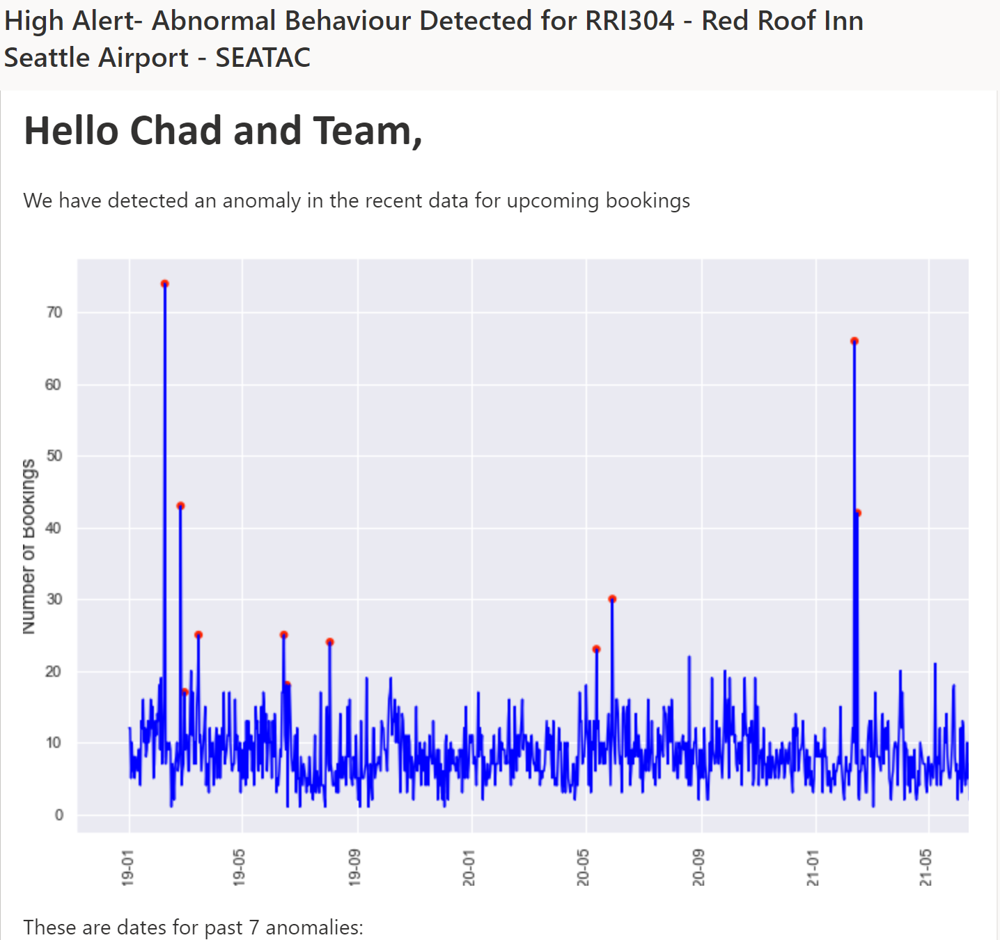 High Alert- Abnormal Behaviour Detected for RRI304 - Red Roof Inn
Seattle Airport - SEATAC
Hello Chad and Team,
We have detected an anomaly in the recent data for upcoming bookings
Number of Bookings
70
60
50
40
30
20
10
0
19-01
19-05
19-09
20-01
20-05
20-09
21-01
21-05
These are dates for past 7 anomalies: